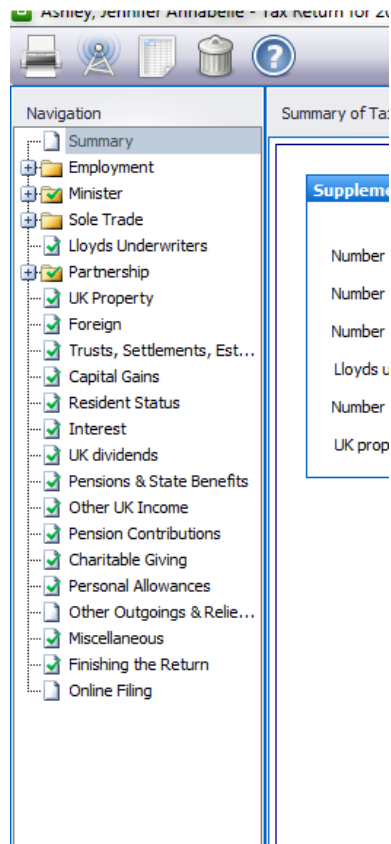 Ashley, Jennifer Annabelle - Tax Return for 20
Navigation
Summary of Tax
Summary
Employment
Minister
Sole Trade
Lloyds Underwriters
Partnership
UK Property
Foreign
Trusts, Settlements, Est...
Capital Gains
Resident Status
Interest
UK dividends
Pensions & State Benefits
Other UK Income
Pension Contributions
Charitable Giving
Personal Allowances
Other Outgoings & Relie...
Miscellaneous
Finishing the Return
Online Filing
Suppleme
Number
Number
Number
Lloyds u
Number
UK prop